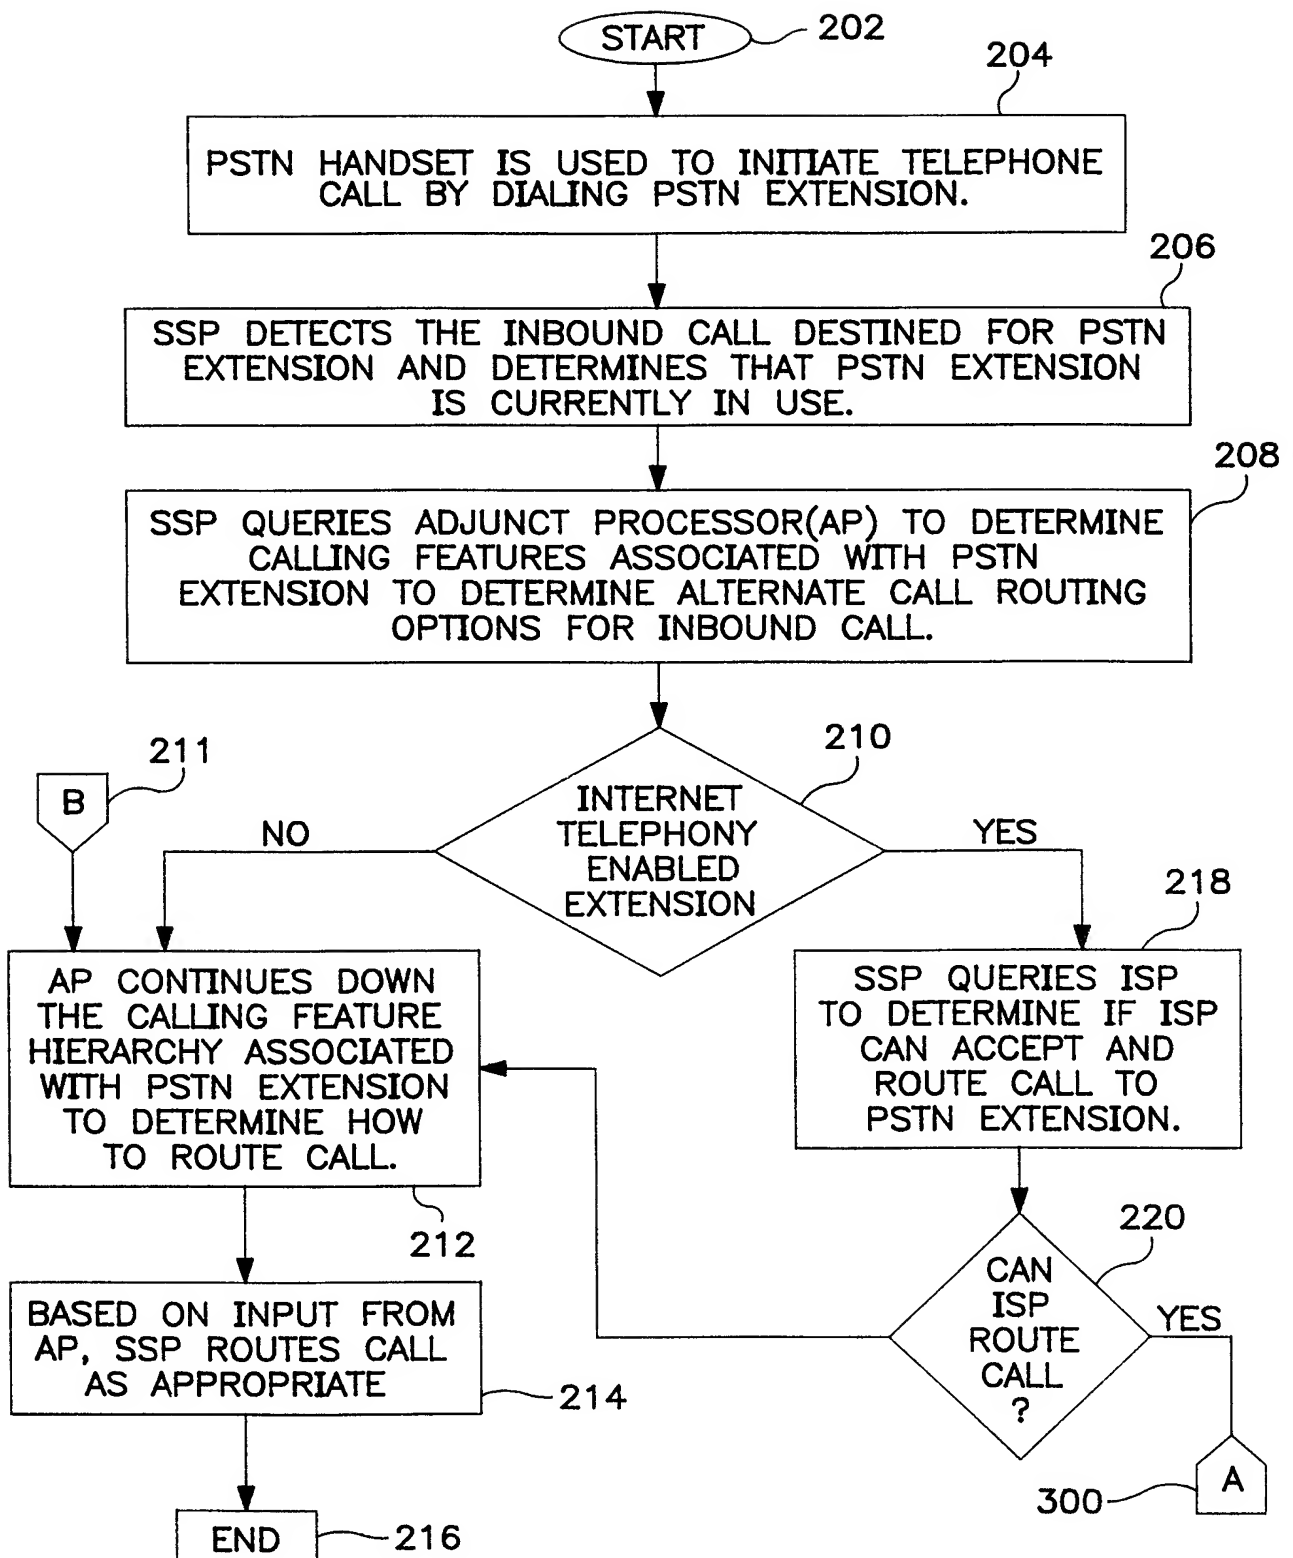 START
202
204
PSTN HANDSET IS USED TO INITIATE TELEPHONE
CALL BY DIALING PSTN EXTENSION.
206
SSP DETECTS THE INBOUND CALL DESTINED FOR PSTN
EXTENSION AND DETERMINES THAT PSTN EXTENSION
IS CURRENTLY IN USE.
208
SSP QUERIES ADJUNCT PROCESSOR(AP) TO DETERMINE
CALLING FEATURES ASSOCIATED WITH PSTN
EXTENSION TO DETERMINE ALTERNATE CALL ROUTING
OPTIONS FOR INBOUND CALL.
210
INTERNET
TELEPHONY
ENABLED
EXTENSION
211
B
NO
YES
AP CONTINUES DOWN
THE CALLING FEATURE
HIERARCHY ASSOCIATED
WITH PSTN EXTENSION
TO DETERMINE HOW
TO ROUTE CALL.
212
218
SSP QUERIES ISP
TO DETERMINE IF ISP
CAN ACCEPT AND
ROUTE CALL TO
PSTN EXTENSION.
220
CAN
ISP
ROUTE
CALL
?
YES
BASED ON INPUT FROM
AP, SSP ROUTES CALL
AS APPROPRIATE
214
A
300
END
216